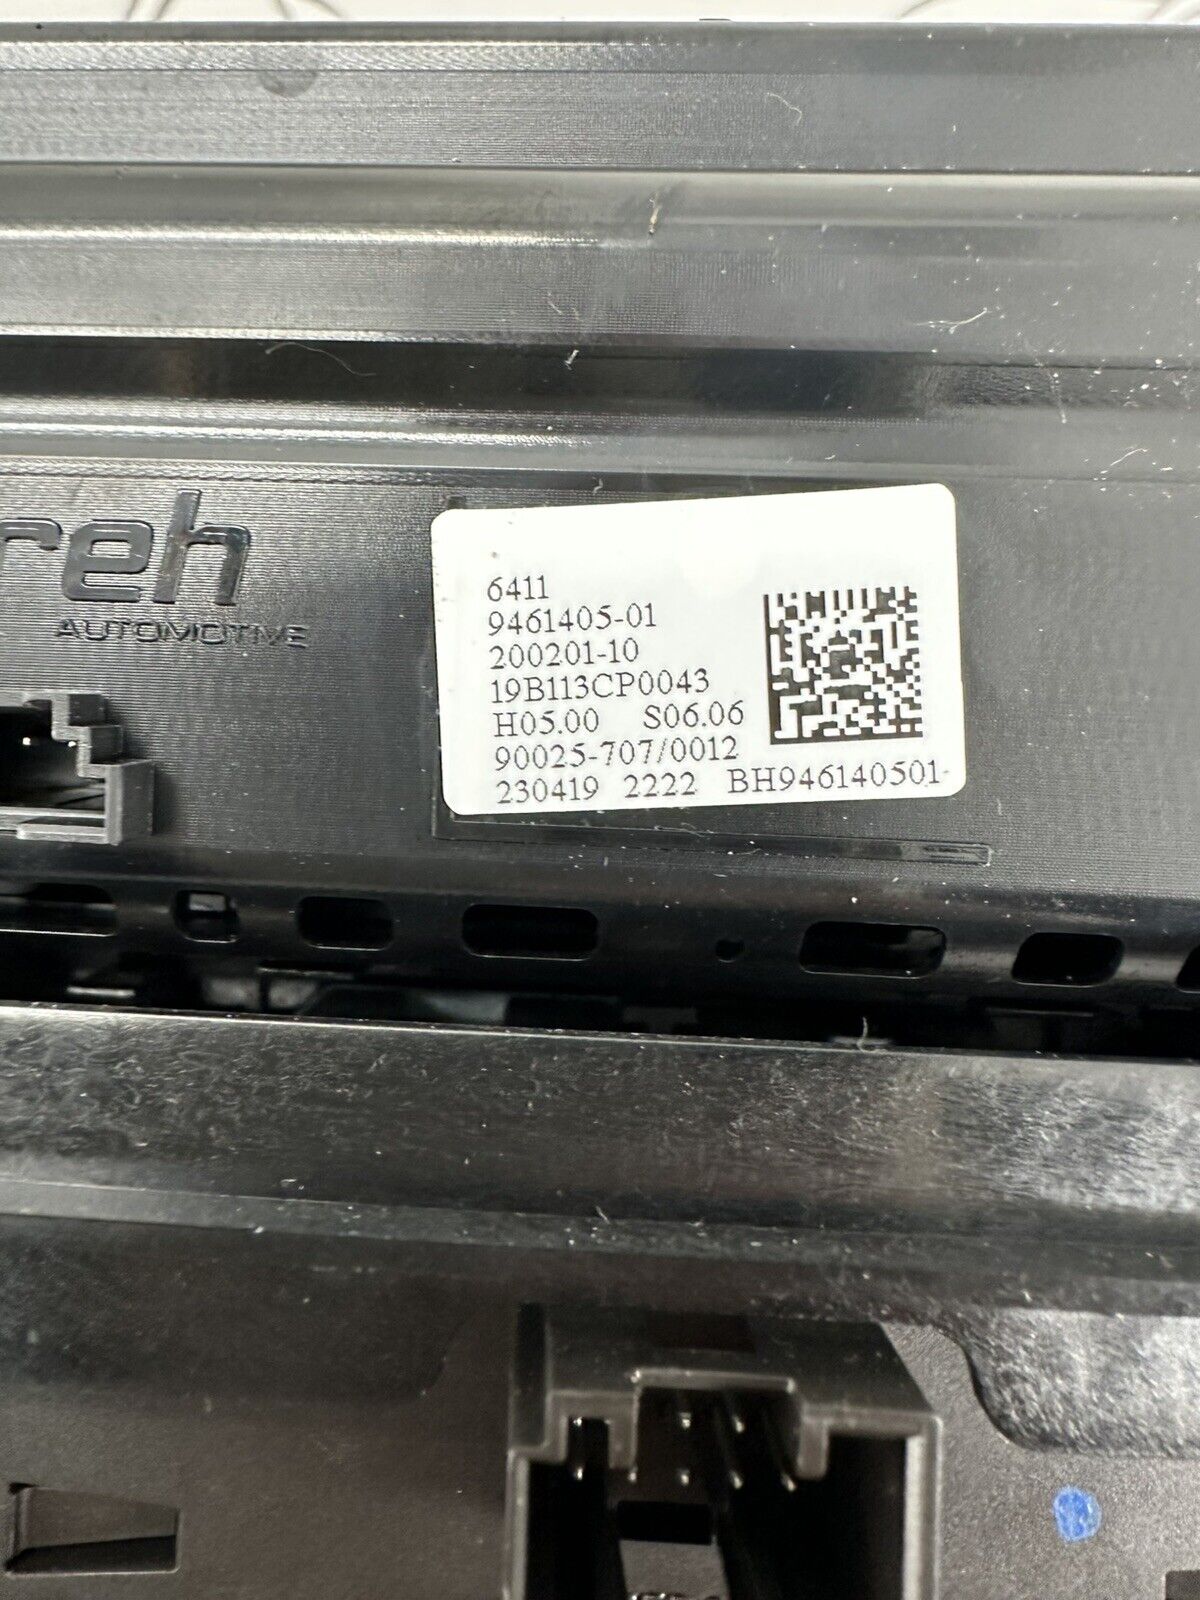 reh
AUTOMOTIVE
6411
9461405-01
200201-10
19B113CP0043
H05.00 S06.06
90025-707/0012
230419 2222 BH946140501